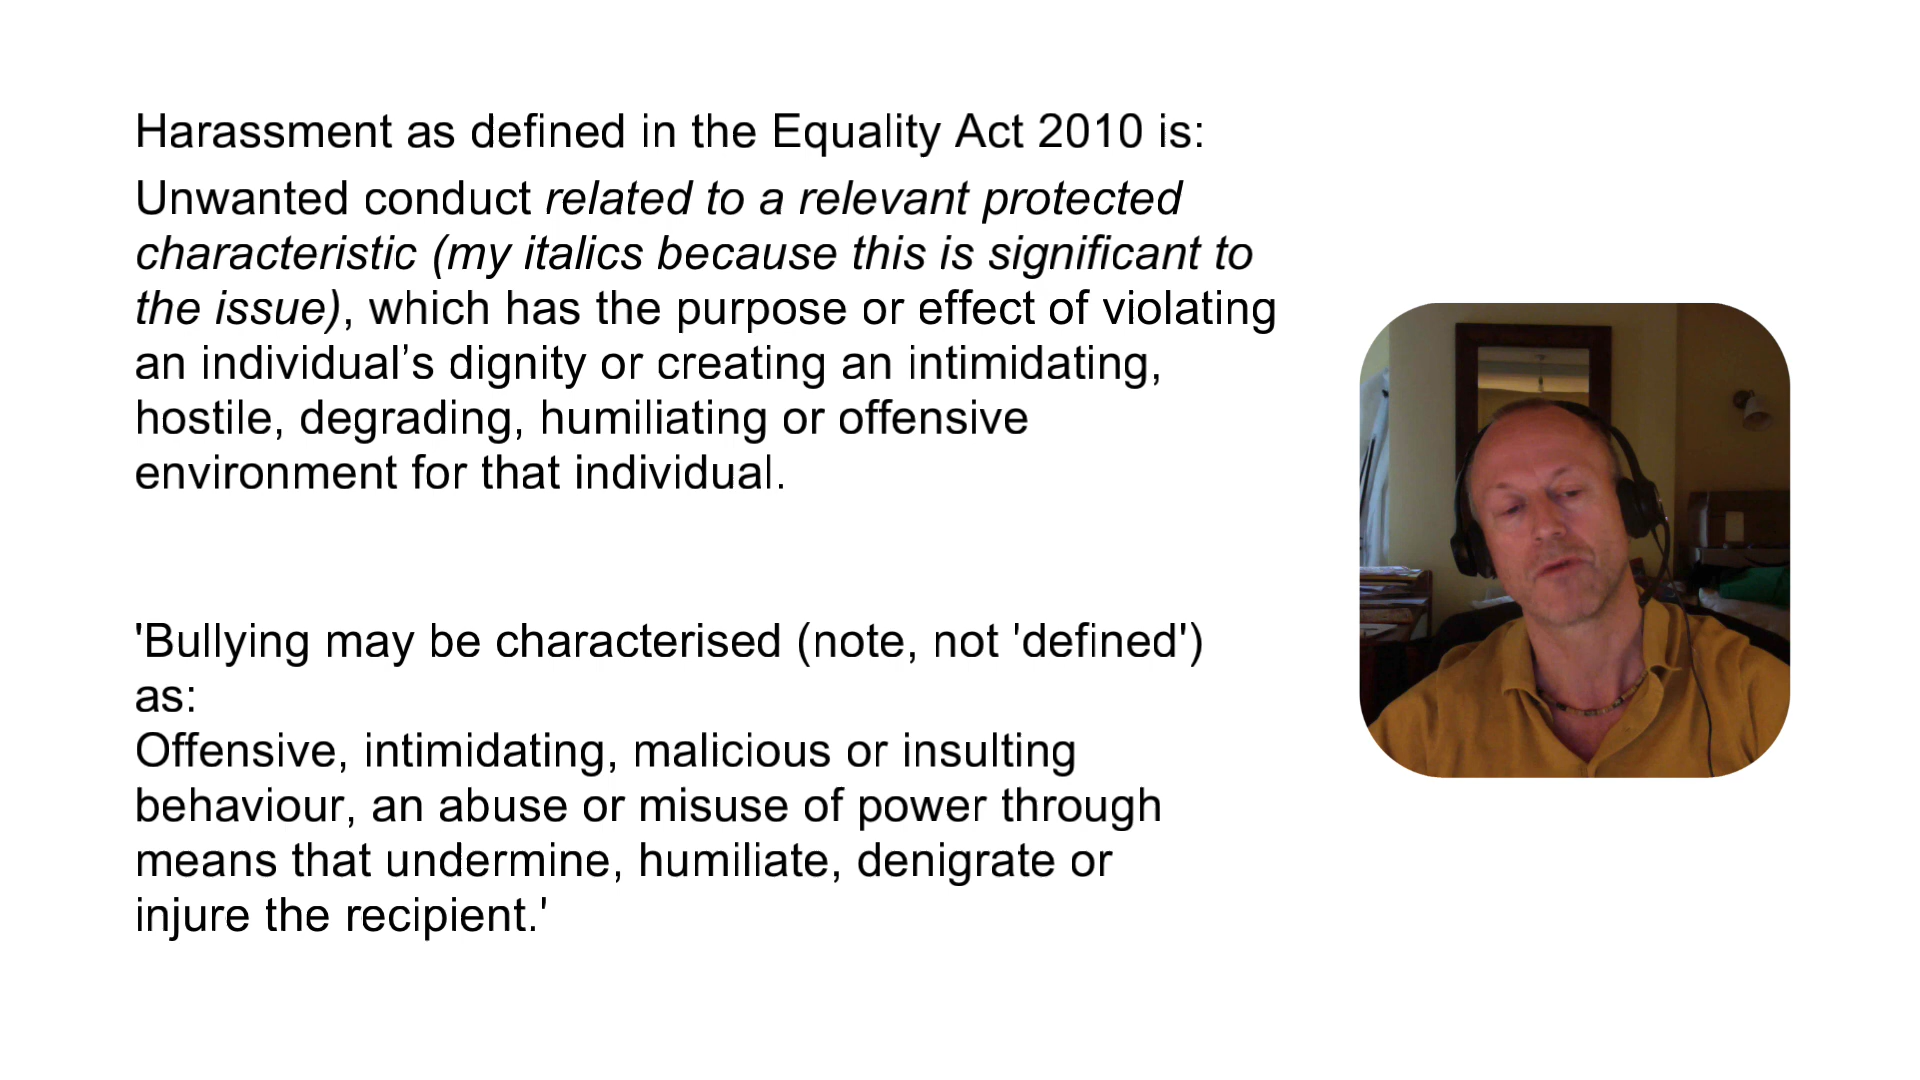 Harassment as defined in the Equality Act 2010 is:
Unwanted conduct related to a relevant protected
characteristic (my italics because this is significant to
the issue), which has the purpose or effect of violating
an individual’s dignity or creating an intimidating,
hostile, degrading, humiliating or offensive
environment for that individual.
'Bullying may be characterised (note, not 'defined')
as:
Offensive, intimidating, malicious or insulting
behaviour, an abuse or misuse of power through
means that undermine, humiliate, denigrate or
injure the recipient.'